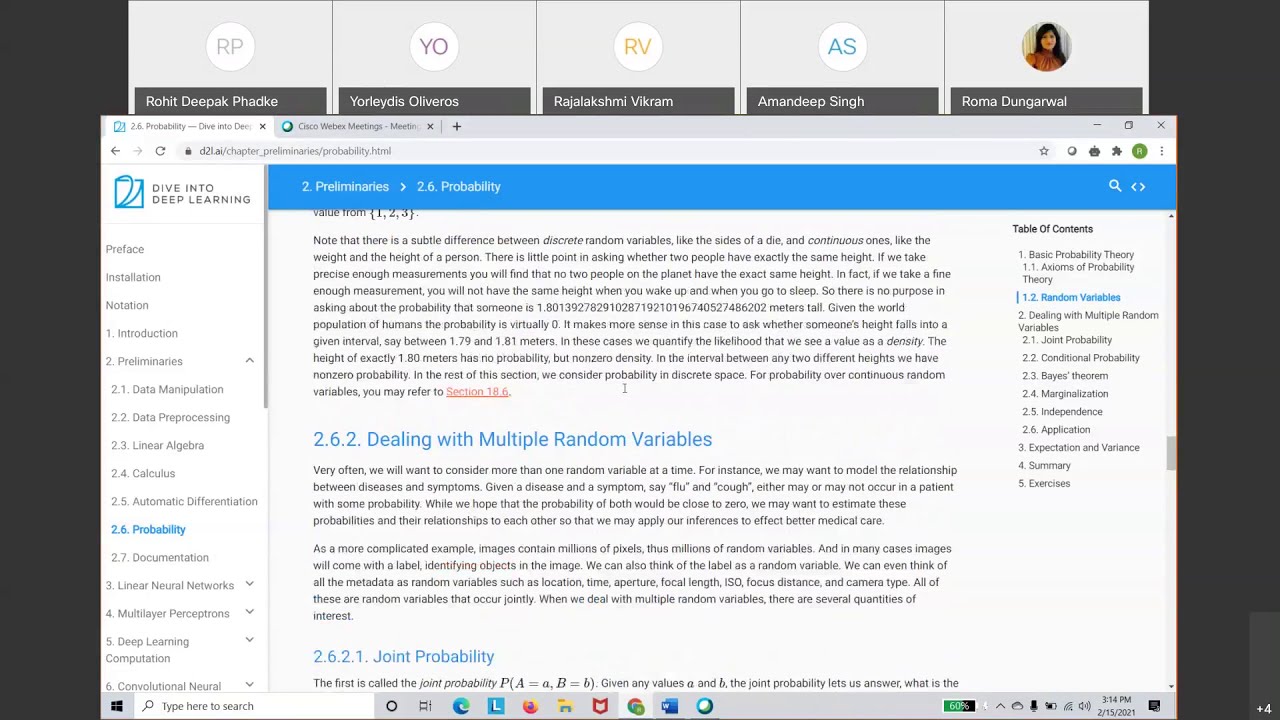 RP
YO
RV
AS
Rohit Deepak Phadke
Yorleydis Oliveros
Rajalakshmi Vikram
Amandeep Singh
Roma Dungarwal
2.6. Probability — Dive into Dee
Cisco Webex Meetings - Meeting
d2l.ai/chapter_preliminaries/probability.html
R
DIVE INTO
DEEP LEARNING
Preface
Installation
Notation
1. Introduction
2. Preliminaries
2.1. Data Manipulation
2.2. Data Preprocessing
2.3. Linear Algebra
2.4. Calculus
2.5. Automatic Differentiation
2.6. Probability
2.7. Documentation
3. Linear Neural Networks
4. Multilayer Perceptrons
5. Deep Learning
Computation
6. Convolutional Neural
2. Preliminaries
2.6. Probability
value from {1, 2, 3}.
Note that there is a subtle difference between discrete random variables, like the sides of a die, and continuous ones, like the
weight and the height of a person. There is little point in asking whether two people have exactly the same height. If we take
precise enough measurements you will find that no two people on the planet have the exact same height. In fact, if we take a fine
enough measurement, you will not have the same height when you wake up and when you go to sleep. So there is no purpose in
asking about the probability that someone is 1.80139278291028719210196740527486202 meters tall. Given the world
population of humans the probability is virtually 0. It makes more sense in this case to ask whether someone's height falls into a
given interval, say between 1.79 and 1.81 meters. In these cases we quantify the likelihood that we see a value as a density. The
height of exactly 1.80 meters has no probability, but nonzero density. In the interval between any two different heights we have
nonzero probability. In the rest of this section, we consider probability in discrete space. For probability over continuous random
variables, you may refer to Section 18.6.
2.6.2. Dealing with Multiple Random Variables
Very often, we will want to consider more than one random variable at a time. For instance, we may want to model the relationship
between diseases and symptoms. Given a disease and a symptom, say “flu” and “cough”, either may or may not occur in a patient
with some probability. While we hope that the probability of both would be close to zero, we may want to estimate these
probabilities and their relationships to each other so that we may apply our inferences to effect better medical care.
As a more complicated example, images contain millions of pixels, thus millions of random variables. And in many cases images
will come with a label, identifying objects in the image. We can also think of the label as a random variable. We can even think of
all the metadata as random variables such as location, time, aperture, focal length, ISO, focus distance, and camera type. All of
these are random variables that occur jointly. When we deal with multiple random variables, there are several quantities of
interest.
2.6.2.1. Joint Probability
The first is called the joint probability P(A = a, B = b). Given any values a and b, the joint probability lets us answer, what is the
Table Of Contents
1. Basic Probability Theory
1.1. Axioms of Probability
Theory
1.2. Random Variables
2. Dealing with Multiple Random
Variables
2.1. Joint Probability
2.2. Conditional Probability
2.3. Bayes' theorem
2.4. Marginalization
2.5. Independence
2.6. Application
3. Expectation and Variance
4. Summary
5. Exercises
Type here to search
L
60%
3:14 PM
2/15/2021
+4